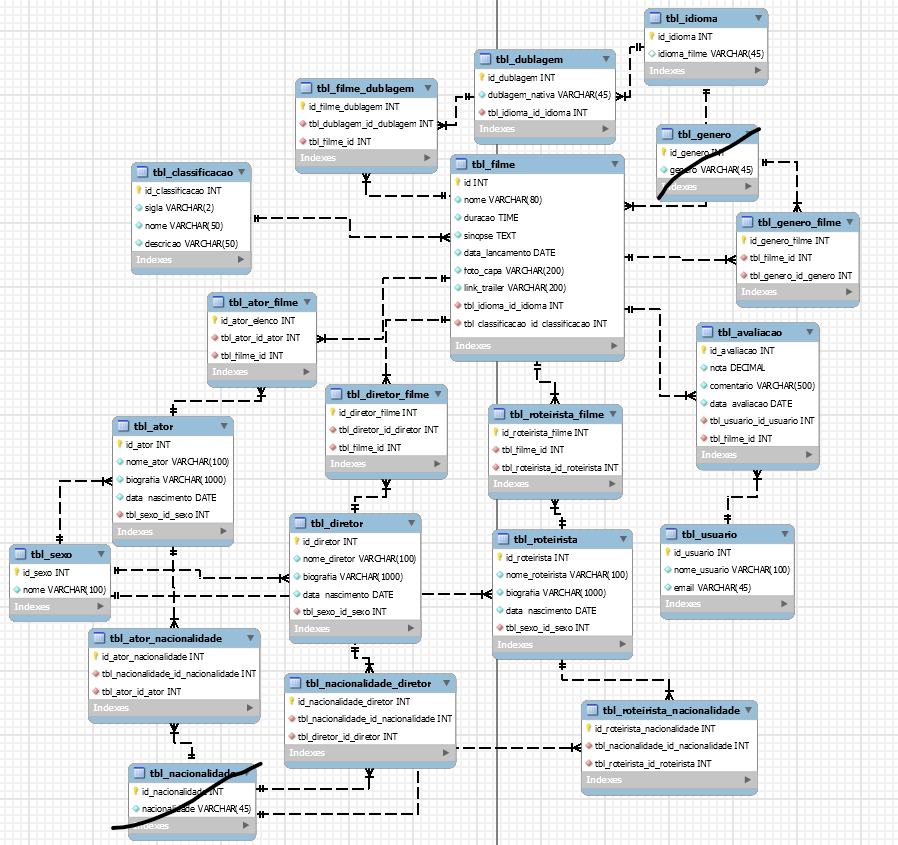 tbl_idioma
id_idioma INT
idioma_filme VARCHAR(45)
Indexes
tbl_dublagem
id_dublagem INT
dublagem_nativa VARCHAR(45)
tbl_idioma_id_idioma INT
Indexes
tbl_filme_dublagem
id_filme_dublagem INT
tbl_dublagem_id_dublagem INT
tbl_filme_id INT
Indexes
tbl_genero
id_genero INT
genero VARCHAR(45)
Indexes
tbl_classificacao
id_classificacao INT
sigla VARCHAR(2)
nome VARCHAR(50)
descricao VARCHAR(50)
Indexes
tbl_filme
id INT
nome VARCHAR(80)
duracao TIME
sinopse TEXT
data_lancamento DATE
foto_capa VARCHAR(200)
link_trailer VARCHAR(200)
tbl_idioma_id_idioma INT
tbl_classificacao_id_classificacao INT
Indexes
tbl_genero_filme
id_genero_filme INT
tbl_filme_id INT
tbl_genero_id_genero INT
Indexes
tbl_ator_filme
id_ator_elenco INT
tbl_ator_id_ator INT
tbl_filme_id INT
Indexes
tbl_avaliacao
id_avaliacao INT
nota DECIMAL
comentario VARCHAR(500)
data_avaliacao DATE
tbl_usuario_id_usuario INT
tbl_filme_id INT
Indexes
tbl_diretor_filme
id_diretor_filme INT
tbl_diretor_id_diretor INT
tbl_filme_id INT
Indexes
tbl_roteirista_filme
id_roteirista_filme INT
tbl_filme_id INT
tbl_roteirista_id_roteirista INT
Indexes
tbl_ator
id_ator INT
nome_ator VARCHAR(100)
biografia VARCHAR(1000)
data_nascimento DATE
tbl_sexo_id_sexo INT
Indexes
tbl_diretor
id_diretor INT
nome_diretor VARCHAR(100)
biografia VARCHAR(1000)
data_nascimento DATE
tbl_sexo_id_sexo INT
Indexes
tbl_roteirista
id_roteirista INT
nome_roteirista VARCHAR(100)
biografia VARCHAR(1000)
data_nascimento DATE
tbl_sexo_id_sexo INT
Indexes
tbl_usuario
id_usuario INT
nome_usuario VARCHAR(100)
email VARCHAR(45)
Indexes
tbl_sexo
id_sexo INT
nome VARCHAR(100)
Indexes
tbl_ator_nacionalidade
id_ator_nacionalidade INT
tbl_nacionalidade_id_nacionalidade INT
tbl_ator_id_ator INT
Indexes
tbl_nacionalidade_diretor
id_nacionalidade_diretor INT
tbl_nacionalidade_id_nacionalidade INT
tbl_diretor_id_diretor INT
Indexes
tbl_roteirista_nacionalidade
id_roteirista_nacionalidade INT
tbl_nacionalidade_id_nacionalidade INT
tbl_roteirista_id_roteirista INT
Indexes
tbl_nacionalidade
id_nacionalidade INT
nacionalidade VARCHAR(45)
Indexes